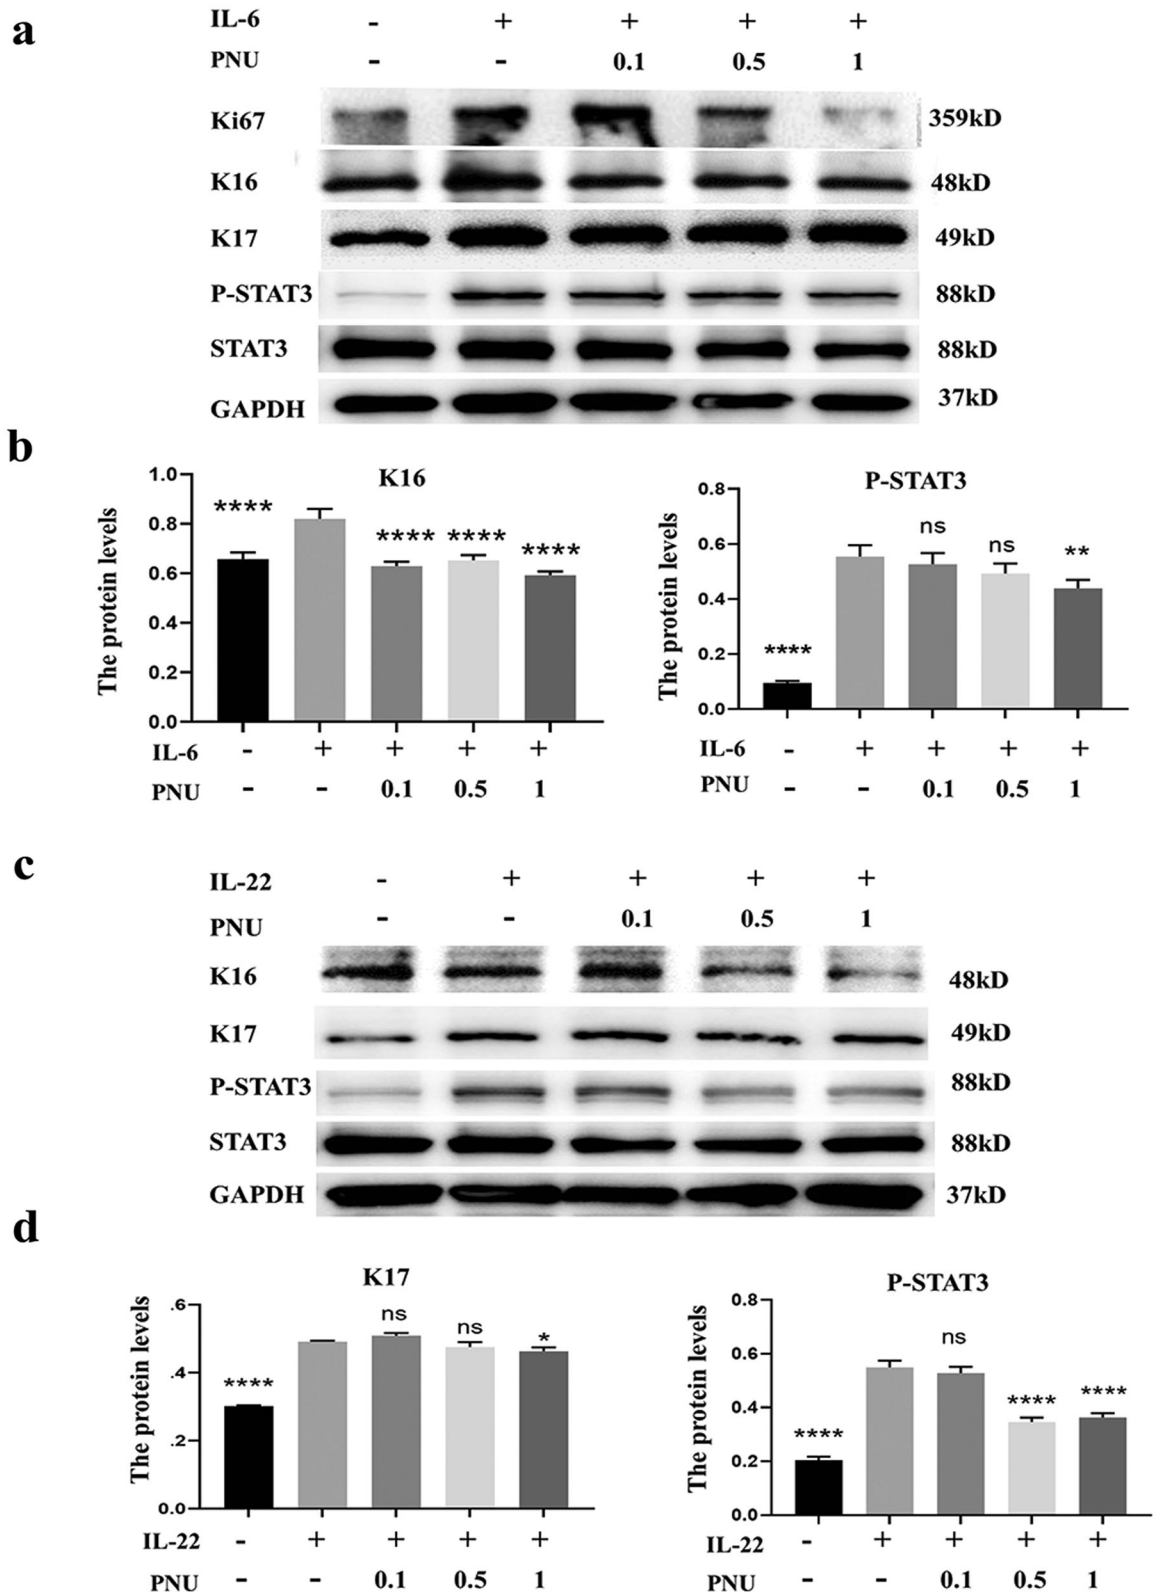 a
IL-6 - + + + +
PNU - - 0.1 0.5 1
Ki67 359kD
K16 48kD
K17 49kD
P-STAT3 88kD
STAT3 88kD
GAPDH 37kD
b
K16
The protein levels
1.0
0.8
0.6
0.4
0.2
0.0
**** **** **** ****
IL-6 - + + + +
PNU - - 0.1 0.5 1
P-STAT3
The protein levels
0.8
0.6
0.4
0.2
0.0
**** ns ns **
IL-6 - + + + +
PNU - - 0.1 0.5 1
c
IL-22 - + + + +
PNU - - 0.1 0.5 1
K16 48kD
K17 49kD
P-STAT3 88kD
STAT3 88kD
GAPDH 37kD
d
K17
The protein levels
.6
.4
.2
0.0
**** ns ns *
IL-22 - + + + +
PNU - - 0.1 0.5 1
P-STAT3
The protein levels
0.8
0.6
0.4
0.2
0.0
**** ns **** ****
IL-22 - + + + +
PNU - - 0.1 0.5 1